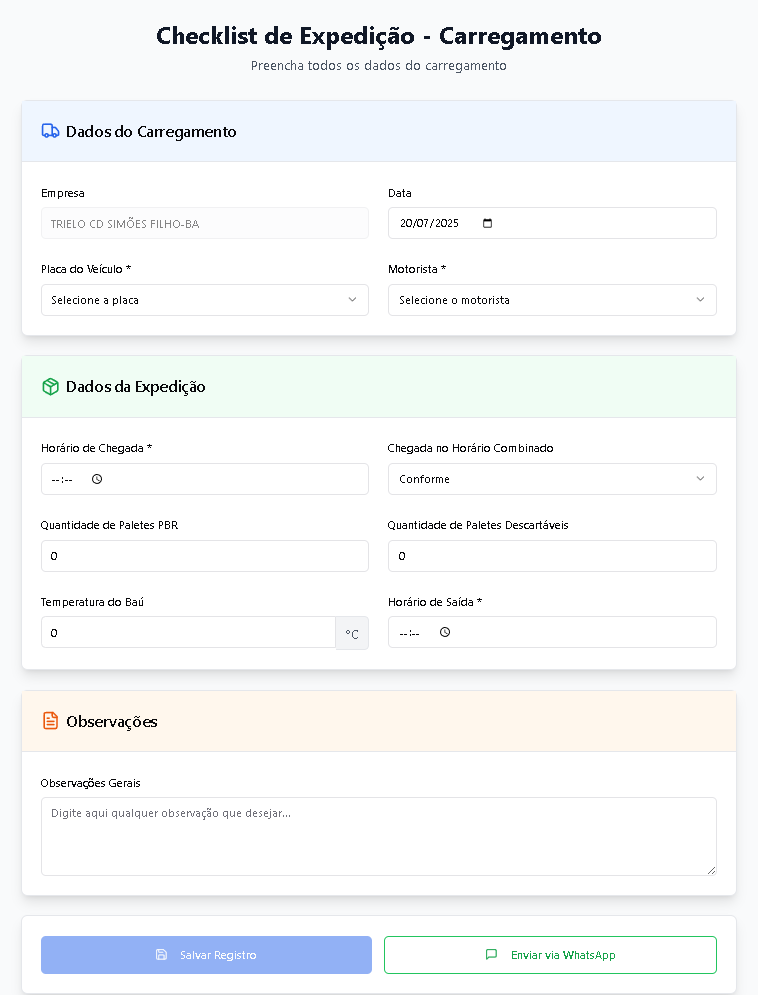 Checklist de Expedição - Carregamento
Preencha todos os dados do carregamento
Dados do Carregamento
Empresa
TRIELO CD SIMÕES FILHO-BA
Data
20/07/2025
Placa do Veículo *
Selecione a placa
Motorista *
Selecione o motorista
Dados da Expedição
Horário de Chegada *
--:--
Chegada no Horário Combinado
Conforme
Quantidade de Paletes PBR
0
Quantidade de Paletes Descartáveis
0
Temperatura do Baú
0
°C
Horário de Saída *
--:--
Observações
Observações Gerais
Digite aqui qualquer observação que desejar...
Salvar Registro
Enviar via WhatsApp